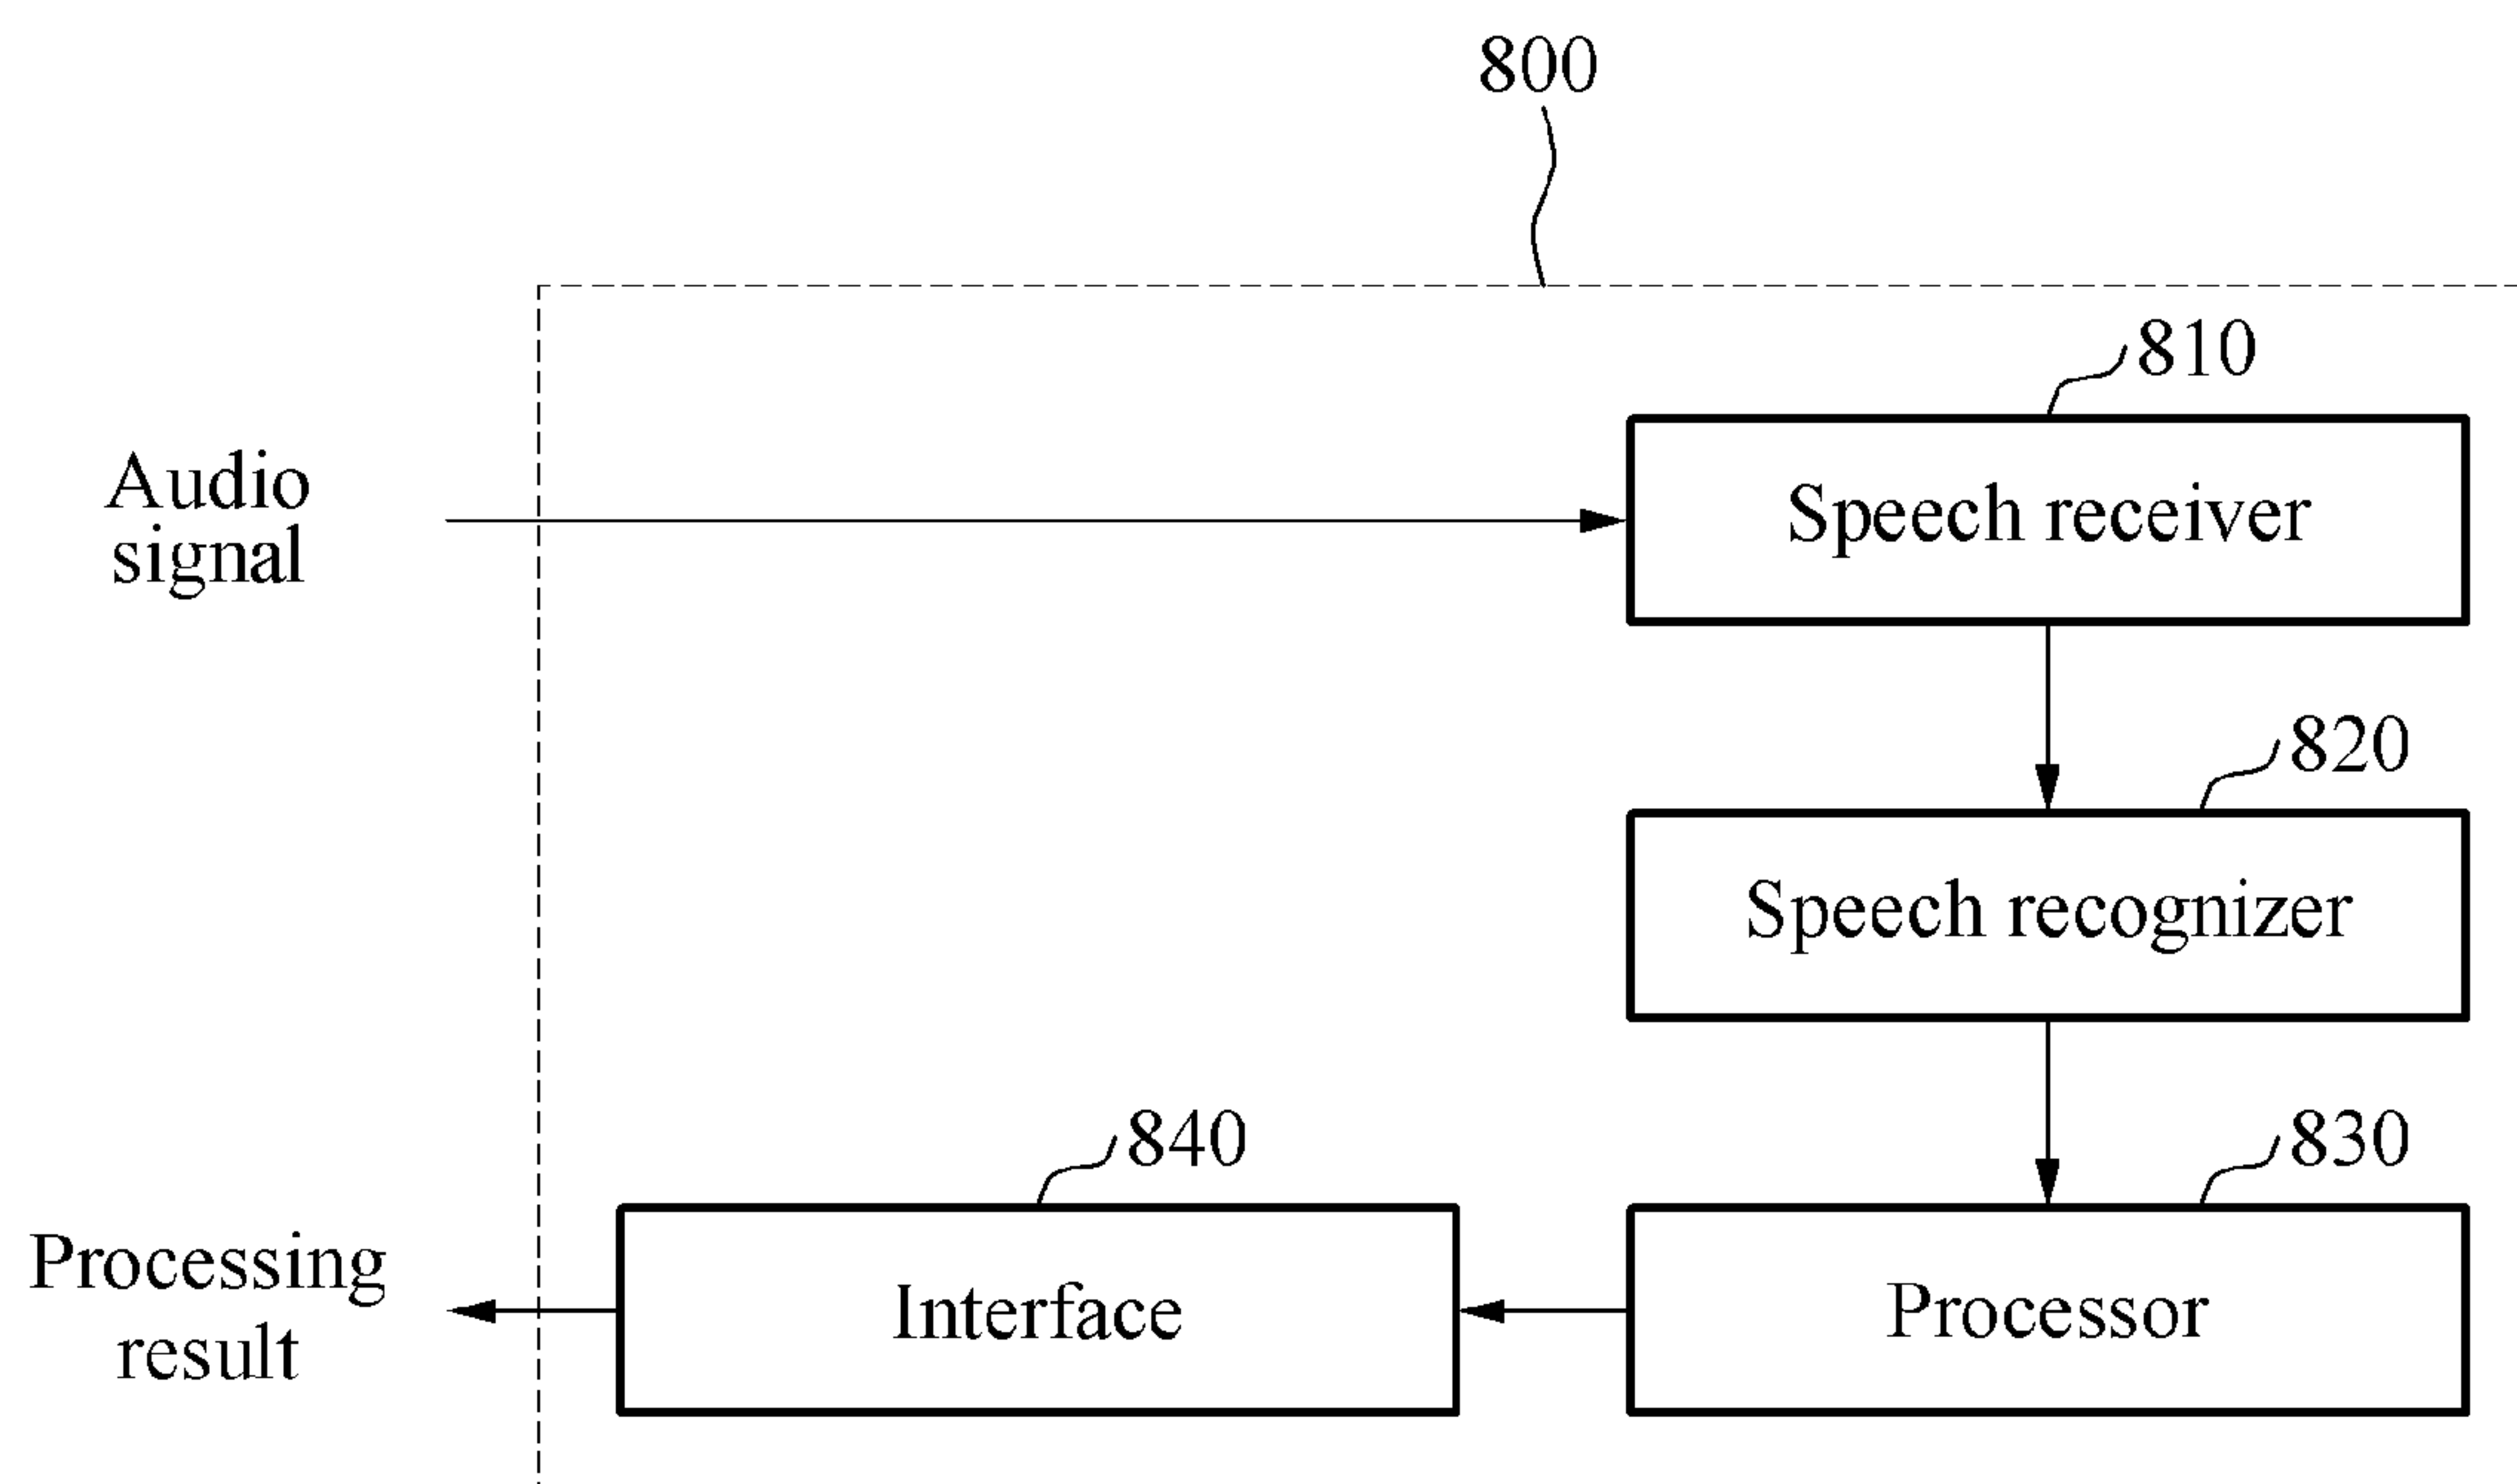 800
810
Audio
signal
Speech receiver
820
Speech recognizer
840
830
Processing
result
Interface
Processor